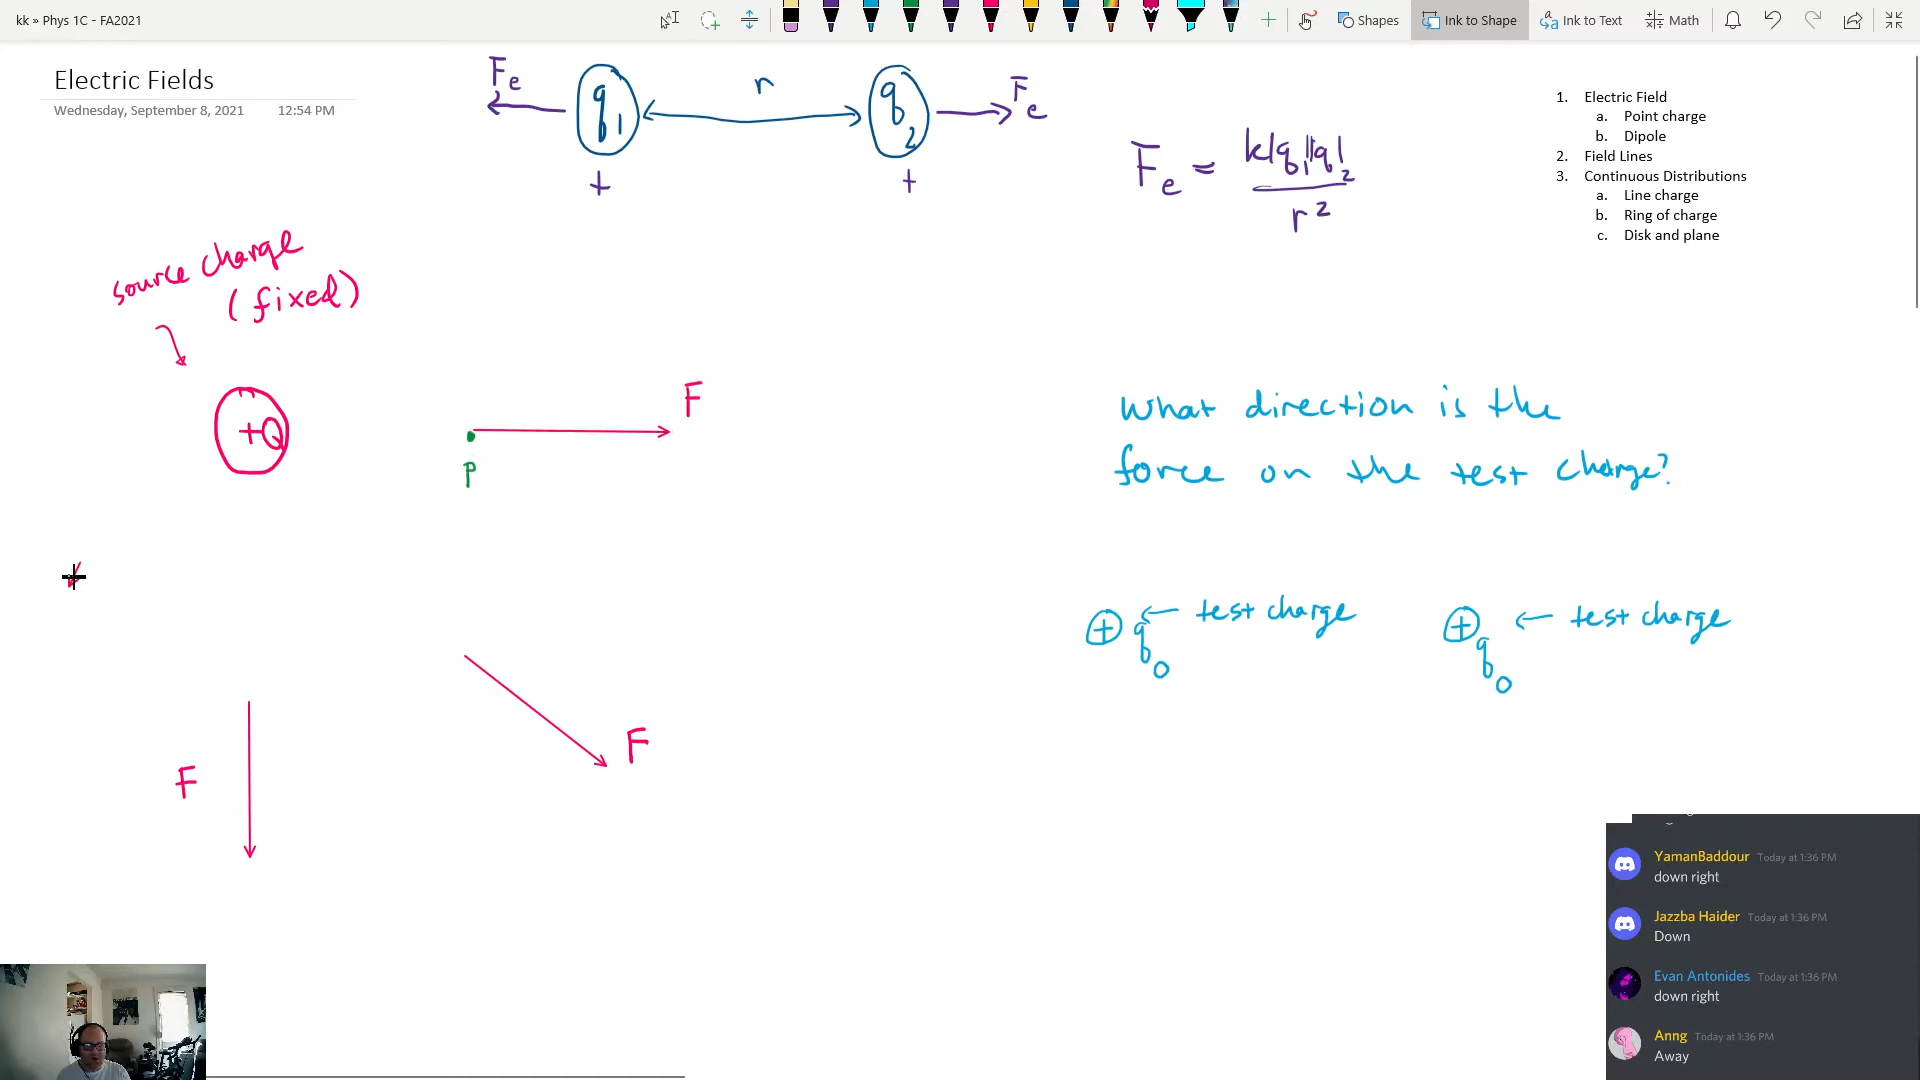 kk » Phys 1C - FA2021
Shapes
Ink to Shape
Ink to Text
Math
Electric Fields
Wednesday, September 8, 2021 12:54 PM
Fe
q1
r
q2
Fe
+
+
Fe = k|q1||q2| / r²
1. Electric Field
a. Point charge
b. Dipole
2. Field Lines
3. Continuous Distributions
a. Line charge
b. Ring of charge
c. Disk and plane
source charge
(fixed)
+Q
P
F
What direction is the
force on the test charge?
+ q0 ← test charge
+ q0 ← test charge
F
F
YamanBaddour Today at 1:36 PM
down right
Jazzba Haider Today at 1:36 PM
Down
Evan Antonides Today at 1:36 PM
down right
Anng Today at 1:36 PM
Away